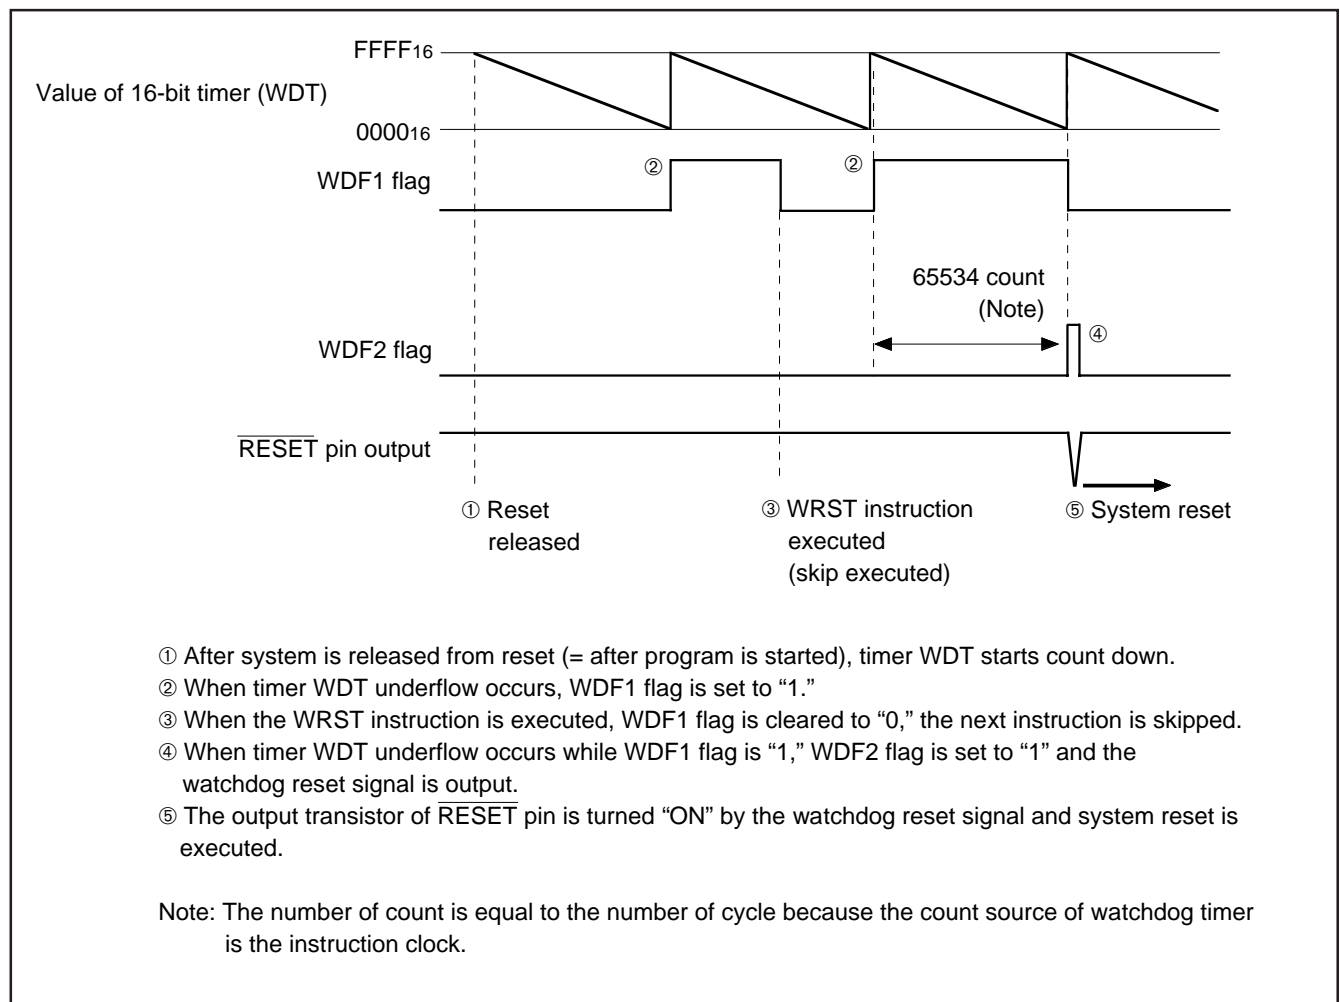 FFFF16
Value of 16-bit timer (WDT)
000016
② ②
WDF1 flag
65534 count
(Note)
④
WDF2 flag
RESET pin output
① Reset
released
③ WRST instruction
executed
(skip executed)
⑤ System reset
① After system is released from reset (= after program is started), timer WDT starts count down.
② When timer WDT underflow occurs, WDF1 flag is set to “1.”
③ When the WRST instruction is executed, WDF1 flag is cleared to “0,” the next instruction is skipped.
④ When timer WDT underflow occurs while WDF1 flag is “1,” WDF2 flag is set to “1” and the
watchdog reset signal is output.
⑤ The output transistor of RESET pin is turned “ON” by the watchdog reset signal and system reset is
executed.
Note: The number of count is equal to the number of cycle because the count source of watchdog timer
is the instruction clock.